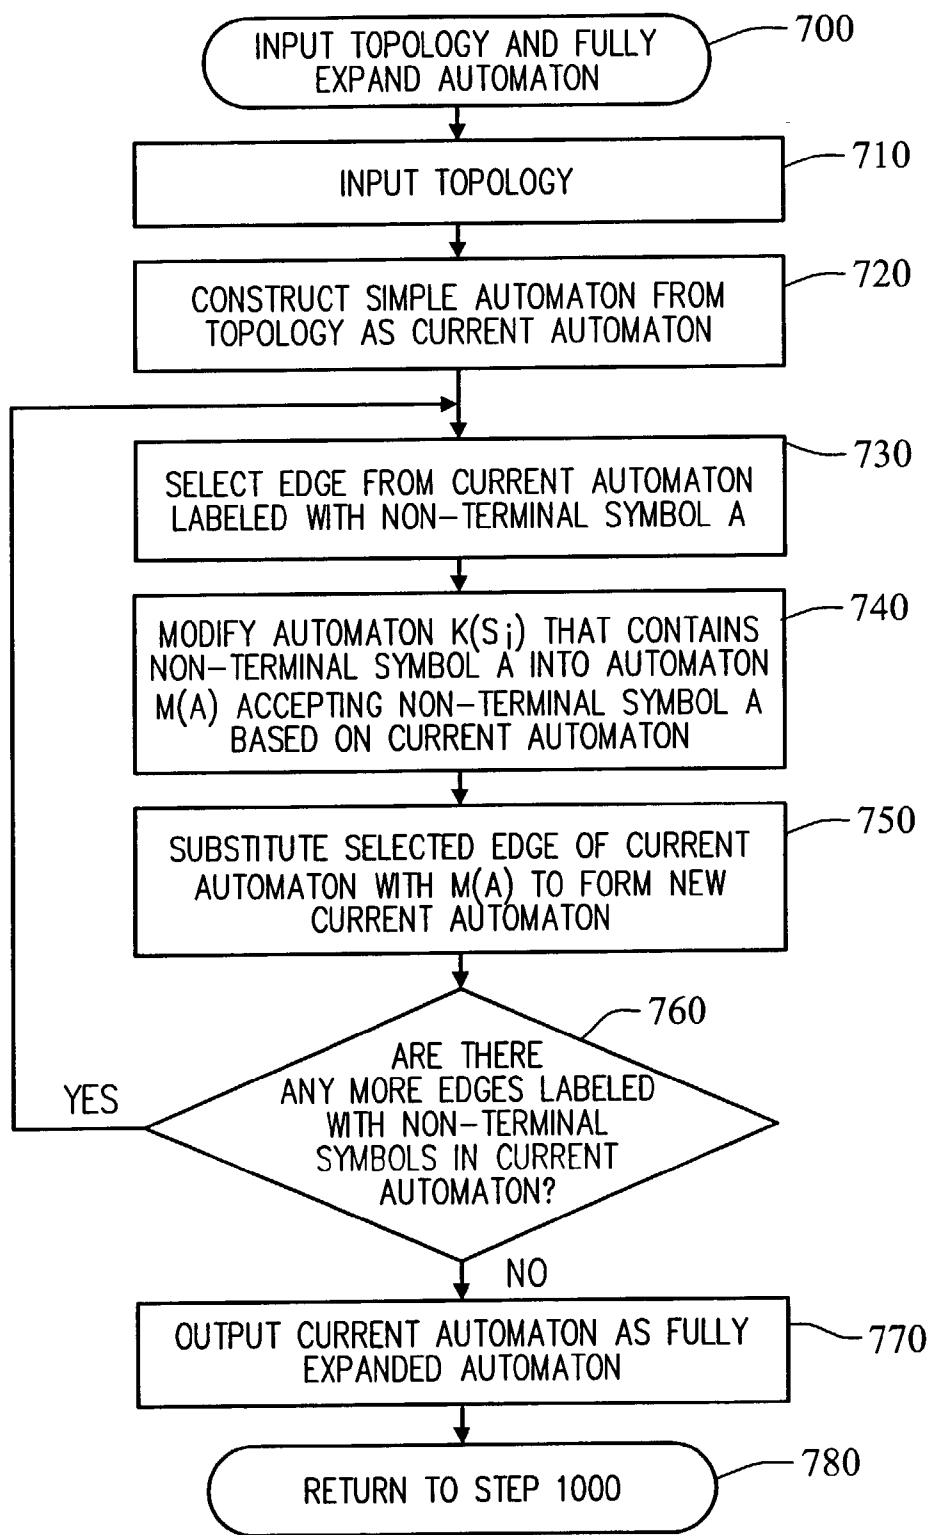 INPUT TOPOLOGY AND FULLY
EXPAND AUTOMATON
700
INPUT TOPOLOGY
710
CONSTRUCT SIMPLE AUTOMATON FROM
TOPOLOGY AS CURRENT AUTOMATON
720
SELECT EDGE FROM CURRENT AUTOMATON
LABELED WITH NON-TERMINAL SYMBOL A
730
MODIFY AUTOMATON K(Si) THAT CONTAINS
NON-TERMINAL SYMBOL A INTO AUTOMATON
M(A) ACCEPTING NON-TERMINAL SYMBOL A
BASED ON CURRENT AUTOMATON
740
SUBSTITUTE SELECTED EDGE OF CURRENT
AUTOMATON WITH M(A) TO FORM NEW
CURRENT AUTOMATON
750
ARE THERE
ANY MORE EDGES LABELED
WITH NON-TERMINAL
SYMBOLS IN CURRENT
AUTOMATON?
760
YES
NO
OUTPUT CURRENT AUTOMATON AS FULLY
EXPANDED AUTOMATON
770
RETURN TO STEP 1000
780